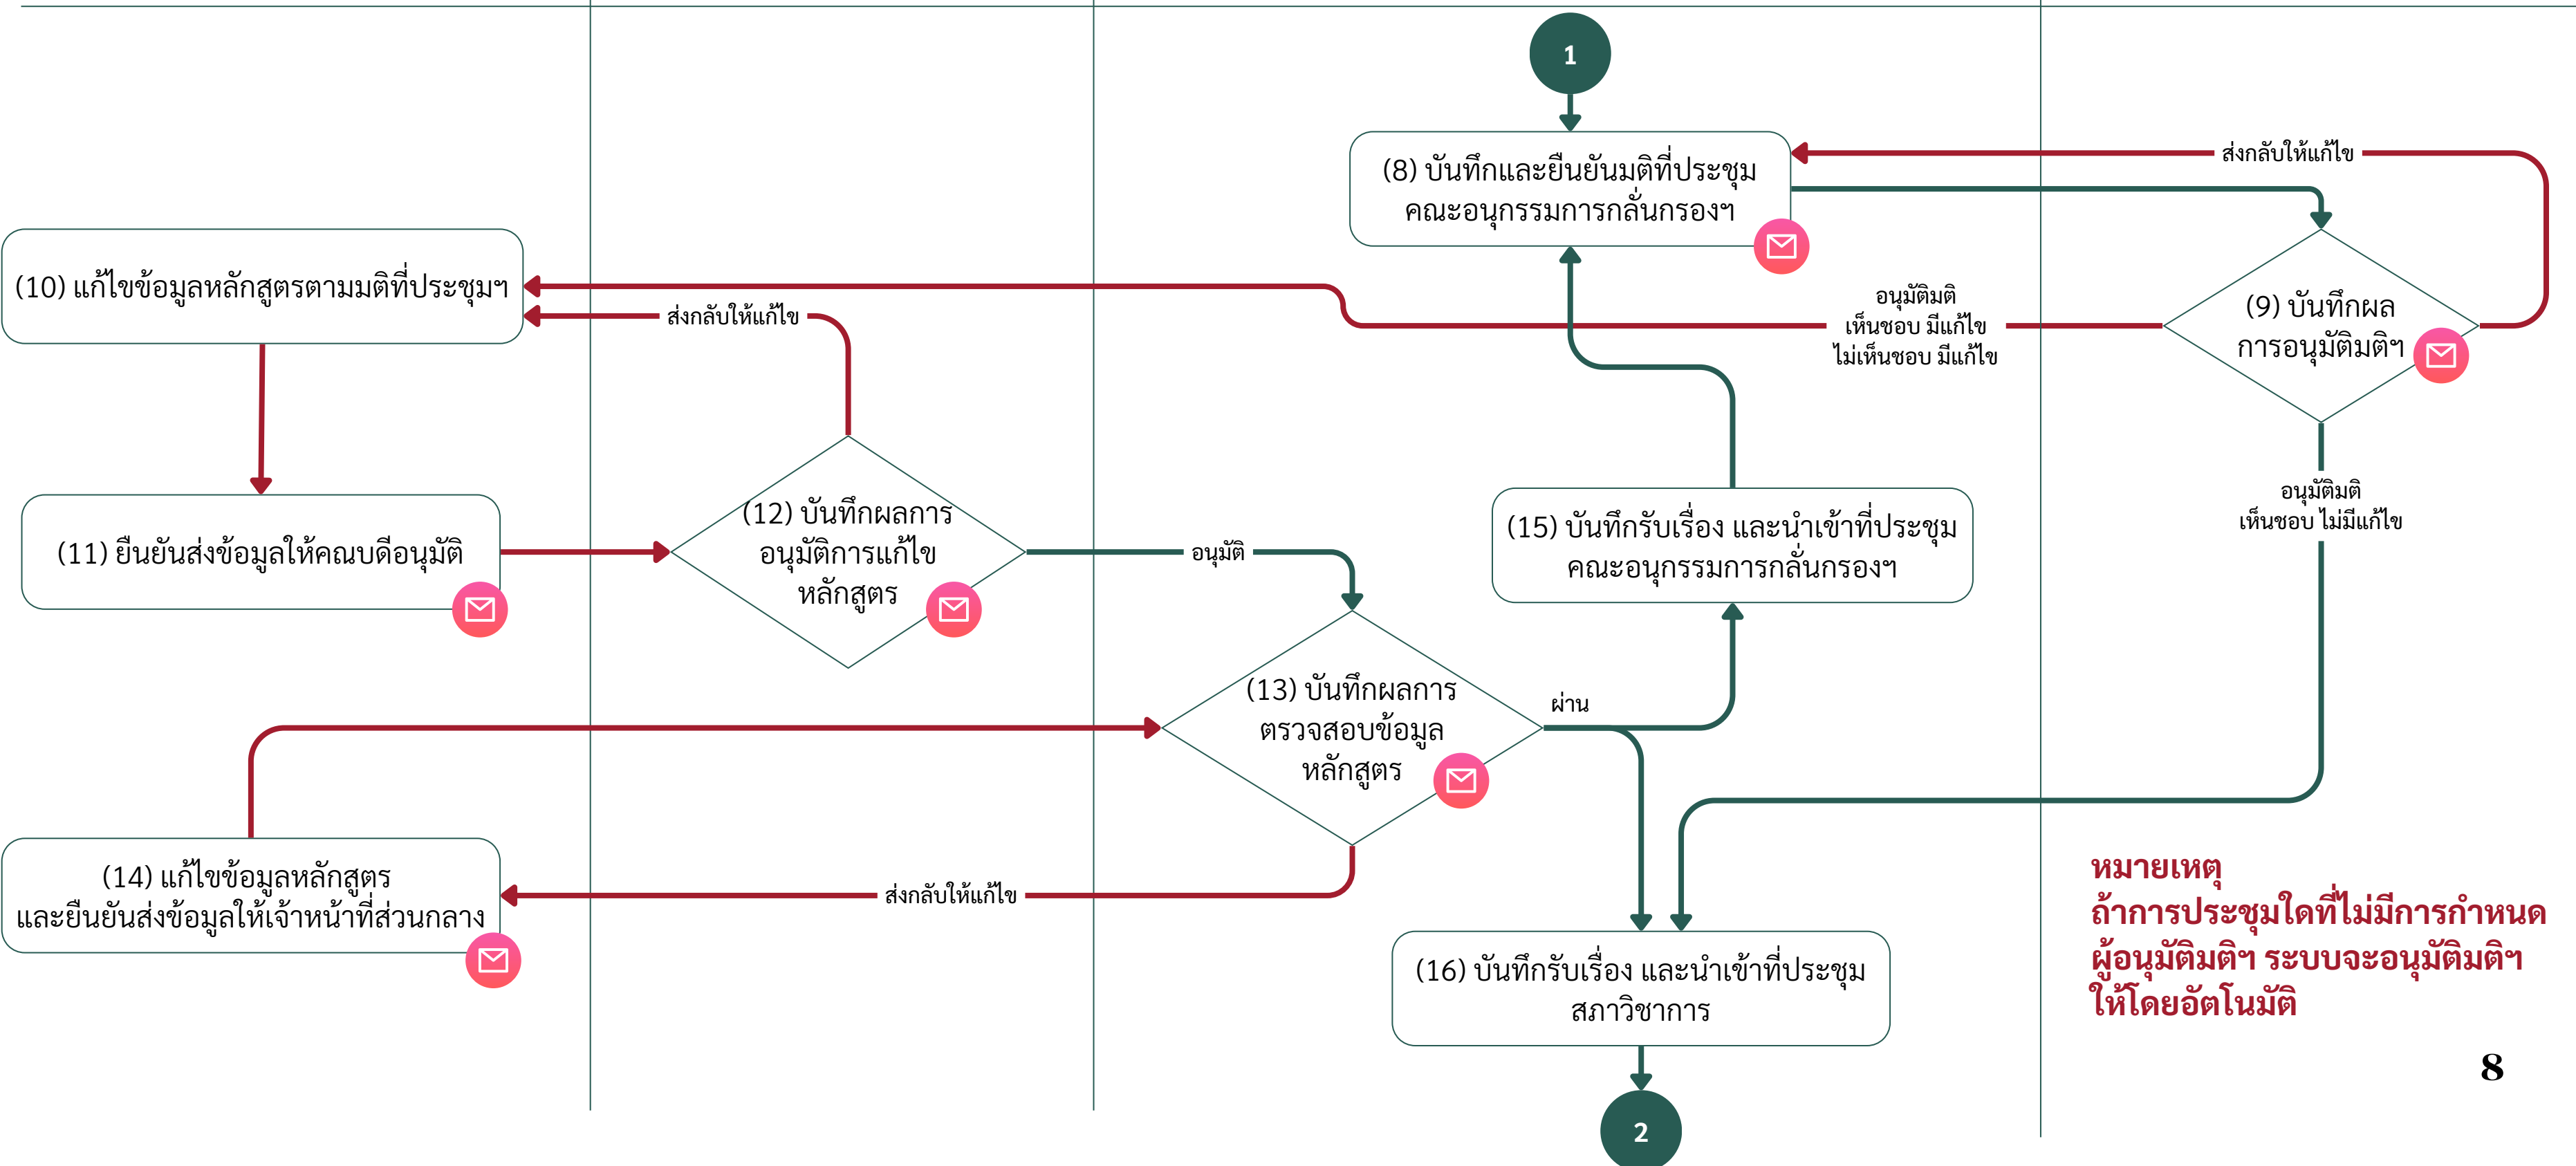 1
(8) บันทึกและยืนยันมติที่ประชุม
คณะอนุกรรมการกลั่นกรองฯ
ส่งกลับให้แก้ไข
(9) บันทึกผล
การอนุมัติมติฯ
อนุมัติมติ
เห็นชอบ มีแก้ไข
ไม่เห็นชอบ มีแก้ไข
(10) แก้ไขข้อมูลหลักสูตรตามมติที่ประชุมฯ
ส่งกลับให้แก้ไข
(11) ยืนยันส่งข้อมูลให้คณบดีอนุมัติ
(12) บันทึกผลการ
อนุมัติการแก้ไข
หลักสูตร
อนุมัติ
(15) บันทึกรับเรื่อง และนำเข้าที่ประชุม
คณะอนุกรรมการกลั่นกรองฯ
อนุมัติมติ
เห็นชอบ ไม่มีแก้ไข
(13) บันทึกผลการ
ตรวจสอบข้อมูล
หลักสูตร
ผ่าน
(14) แก้ไขข้อมูลหลักสูตร
และยืนยันส่งข้อมูลให้เจ้าหน้าที่ส่วนกลาง
ส่งกลับให้แก้ไข
(16) บันทึกรับเรื่อง และนำเข้าที่ประชุม
สภาวิชาการ
หมายเหตุ
ถ้าการประชุมใดที่ไม่มีการกำหนด
ผู้อนุมัติมติฯ ระบบจะอนุมัติมติฯ
ให้โดยอัตโนมัติ
8
2